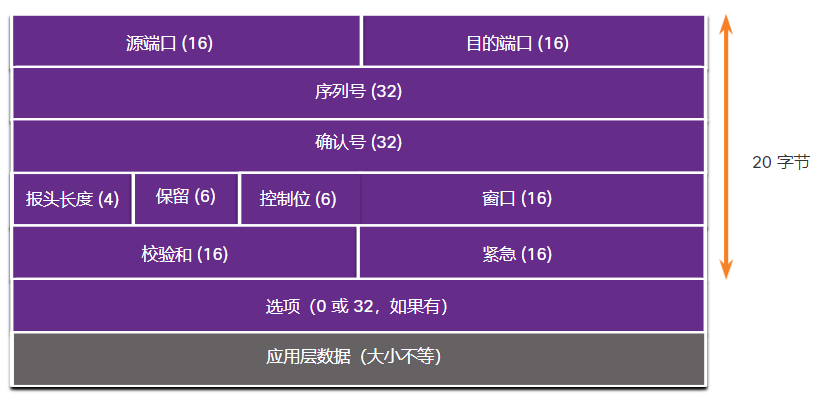 源端口 (16)
目的端口 (16)
序列号 (32)
确认号 (32)
20 字节
报头长度 (4)
保留 (6)
控制位 (6)
窗口 (16)
校验和 (16)
紧急 (16)
选项（0 或 32，如果有）
应用层数据（大小不等）